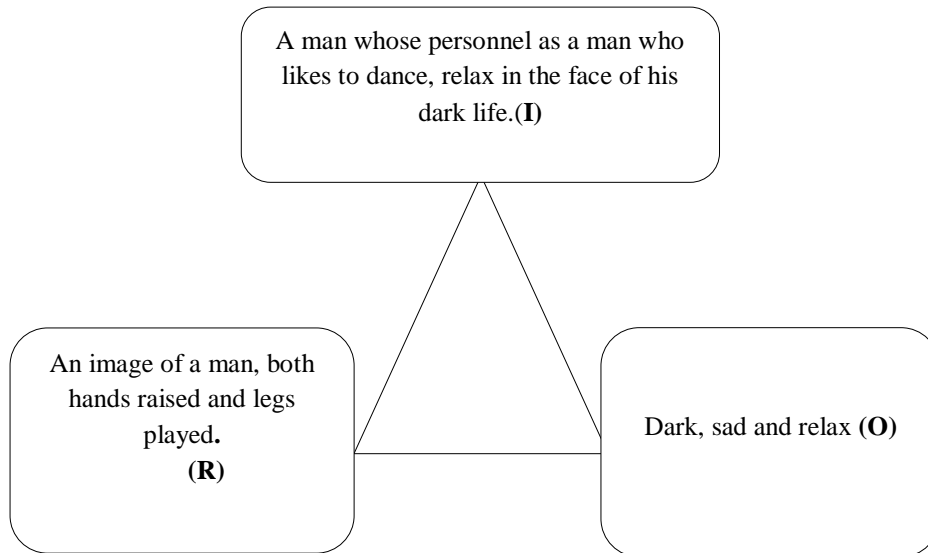 A man whose personnel as a man who
likes to dance, relax in the face of his
dark life.(I)
An image of a man, both
hands raised and legs
played.
(R)
Dark, sad and relax (O)